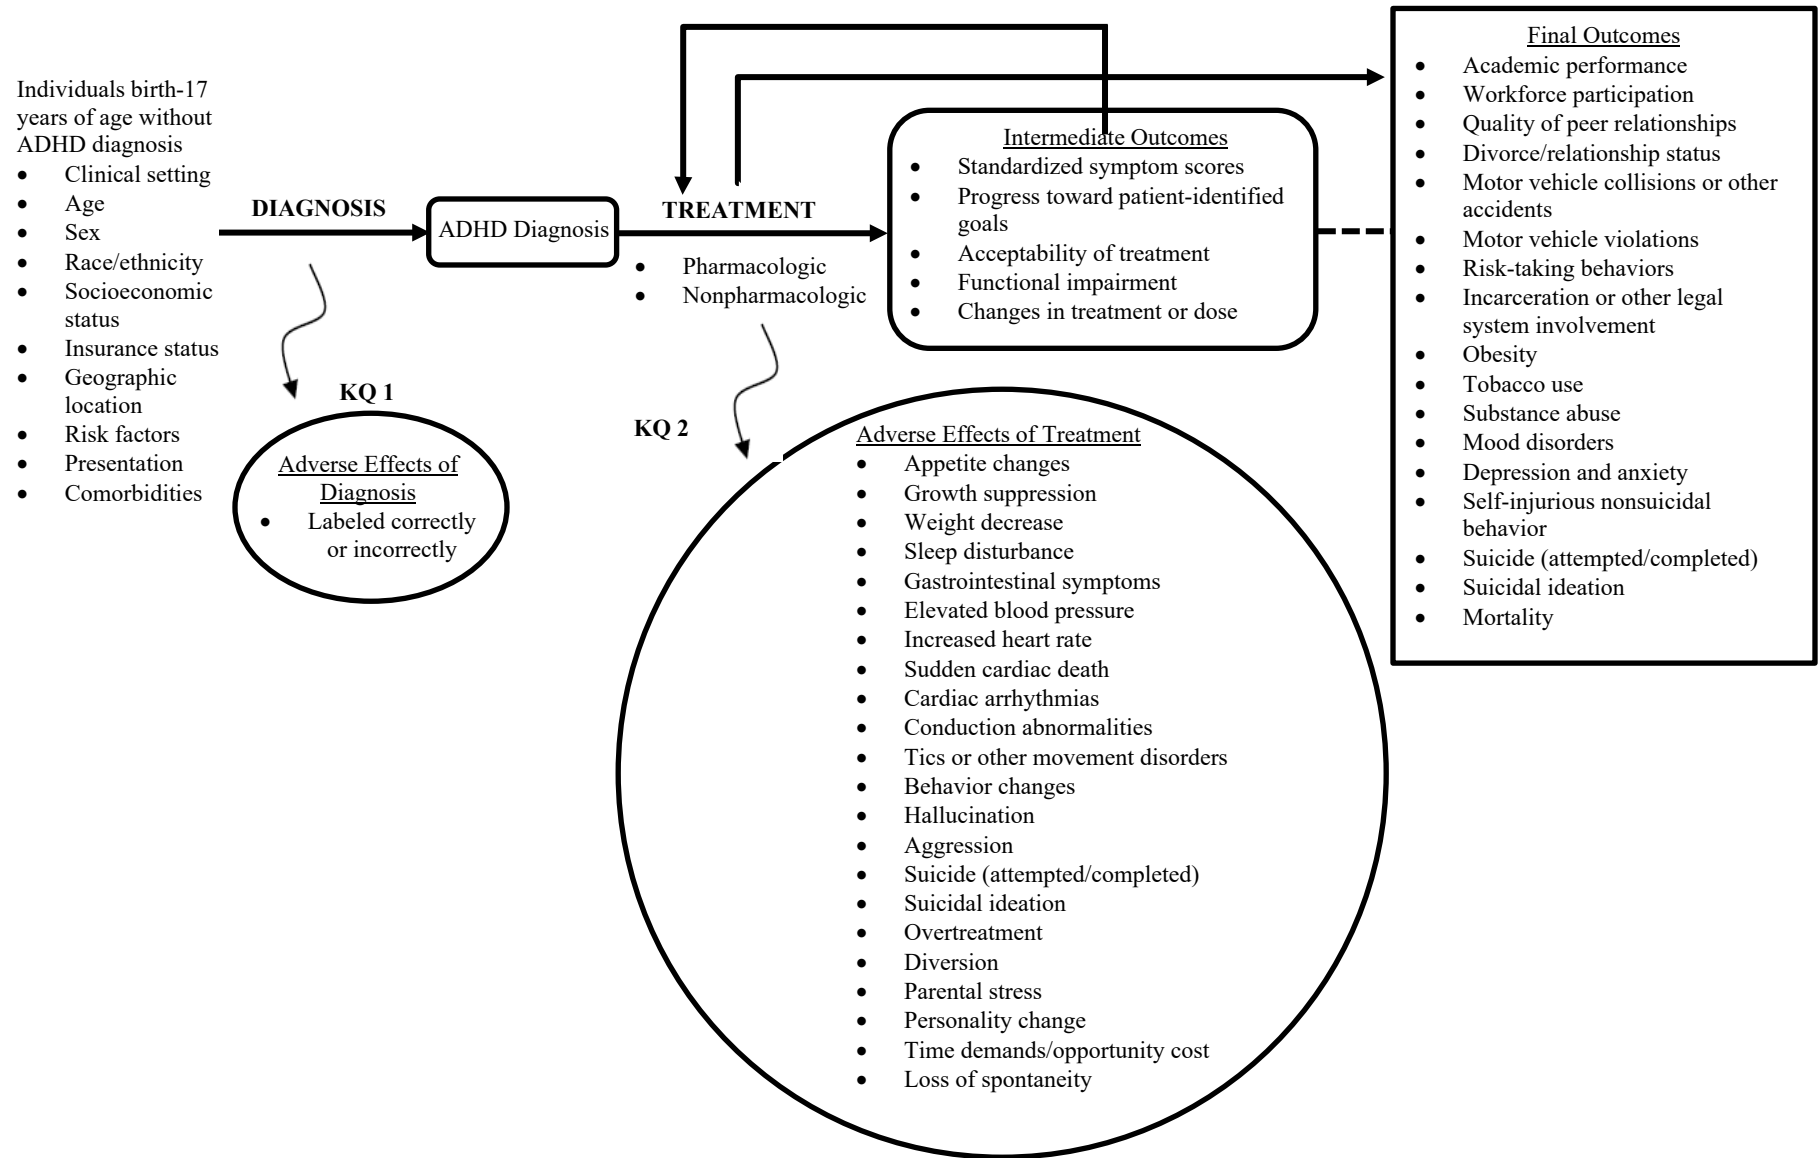 Individuals birth-17
years of age without
ADHD diagnosis
• Clinical setting
• Age
• Sex
• Race/ethnicity
• Socioeconomic
status
• Insurance status
• Geographic
location
• Risk factors
• Presentation
• Comorbidities
DIAGNOSIS
KQ 1
Adverse Effects of
Diagnosis
• Labeled correctly
or incorrectly
ADHD Diagnosis
TREATMENT
• Pharmacologic
• Nonpharmacologic
KQ 2
Intermediate Outcomes
• Standardized symptom scores
• Progress toward patient-identified
goals
• Acceptability of treatment
• Functional impairment
• Changes in treatment or dose
Adverse Effects of Treatment
• Appetite changes
• Growth suppression
• Weight decrease
• Sleep disturbance
• Gastrointestinal symptoms
• Elevated blood pressure
• Increased heart rate
• Sudden cardiac death
• Cardiac arrhythmias
• Conduction abnormalities
• Tics or other movement disorders
• Behavior changes
• Hallucination
• Aggression
• Suicide (attempted/completed)
• Suicidal ideation
• Overtreatment
• Diversion
• Parental stress
• Personality change
• Time demands/opportunity cost
• Loss of spontaneity
Final Outcomes
• Academic performance
• Workforce participation
• Quality of peer relationships
• Divorce/relationship status
• Motor vehicle collisions or other
accidents
• Motor vehicle violations
• Risk-taking behaviors
• Incarceration or other legal
system involvement
• Obesity
• Tobacco use
• Substance abuse
• Mood disorders
• Depression and anxiety
• Self-injurious nonsuicidal
behavior
• Suicide (attempted/completed)
• Suicidal ideation
• Mortality